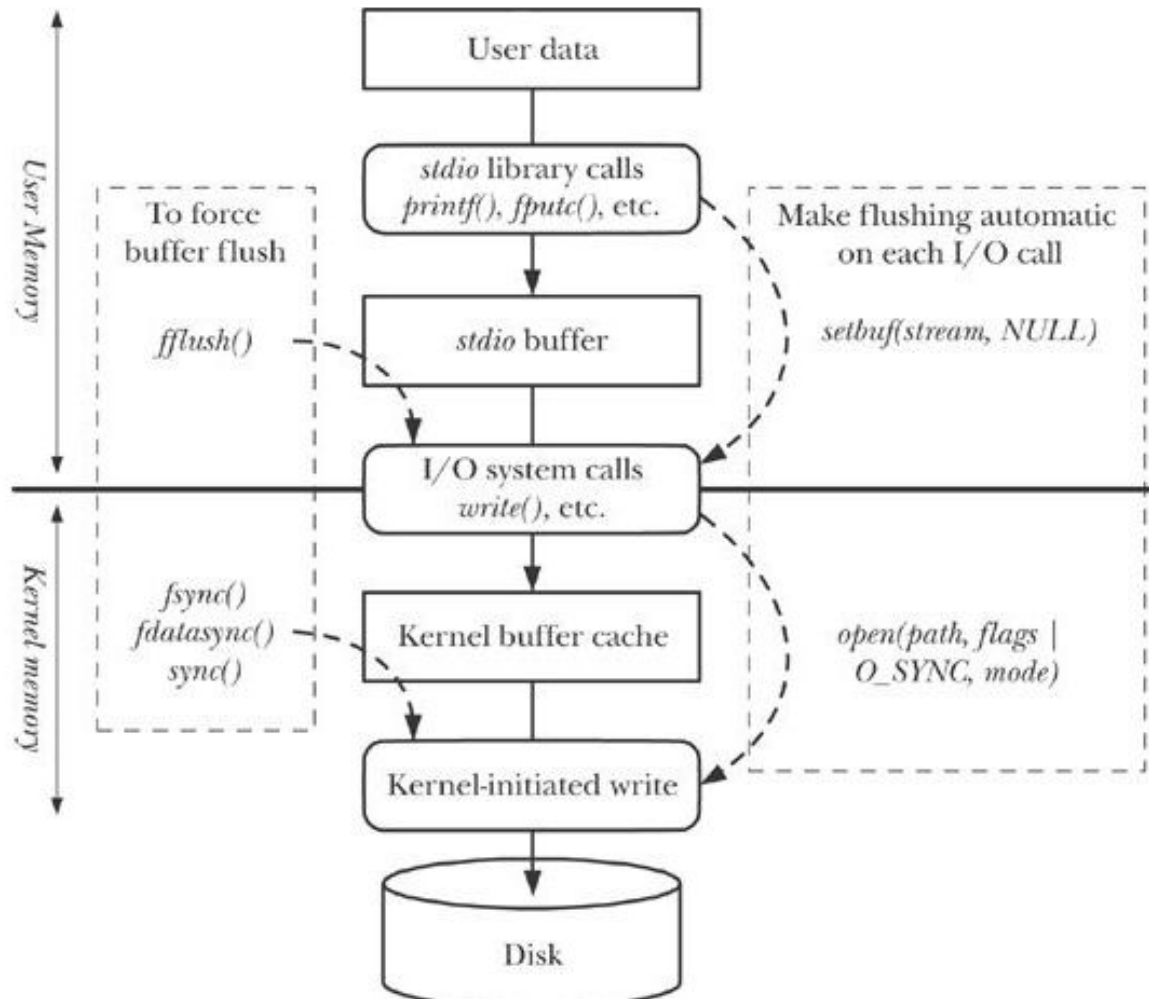 User data
stdio library calls
printf(), fputc(), etc.
User Memory
To force
buffer flush
Make flushing automatic
on each I/O call
fflush()
stdio buffer
setbuf(stream, NULL)
I/O system calls
write(), etc.
Kernel memory
fsync()
fdatasync()
sync()
Kernel buffer cache
open(path, flags |
O_SYNC, mode)
Kernel-initiated write
Disk